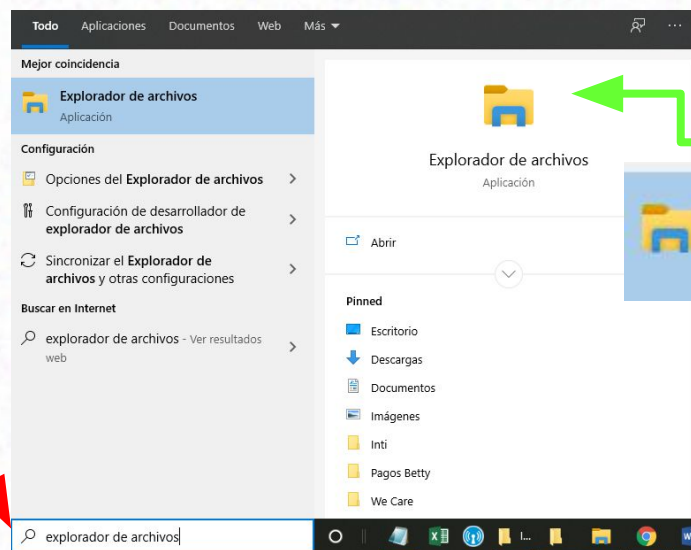 Todo Aplicaciones Documentos Web Más
Mejor coincidencia
Explorador de archivos
Aplicación
Configuración
Opciones del Explorador de archivos
Configuración de desarrollador de
explorador de archivos
Sincronizar el Explorador de
archivos y otras configuraciones
Buscar en Internet
explorador de archivos - Ver resultados
web
Explorador de archivos
Aplicación
Abrir
Pinned
Escritorio
Descargas
Documentos
Imágenes
Inti
Pagos Betty
We Care
explorador de archivos
I...